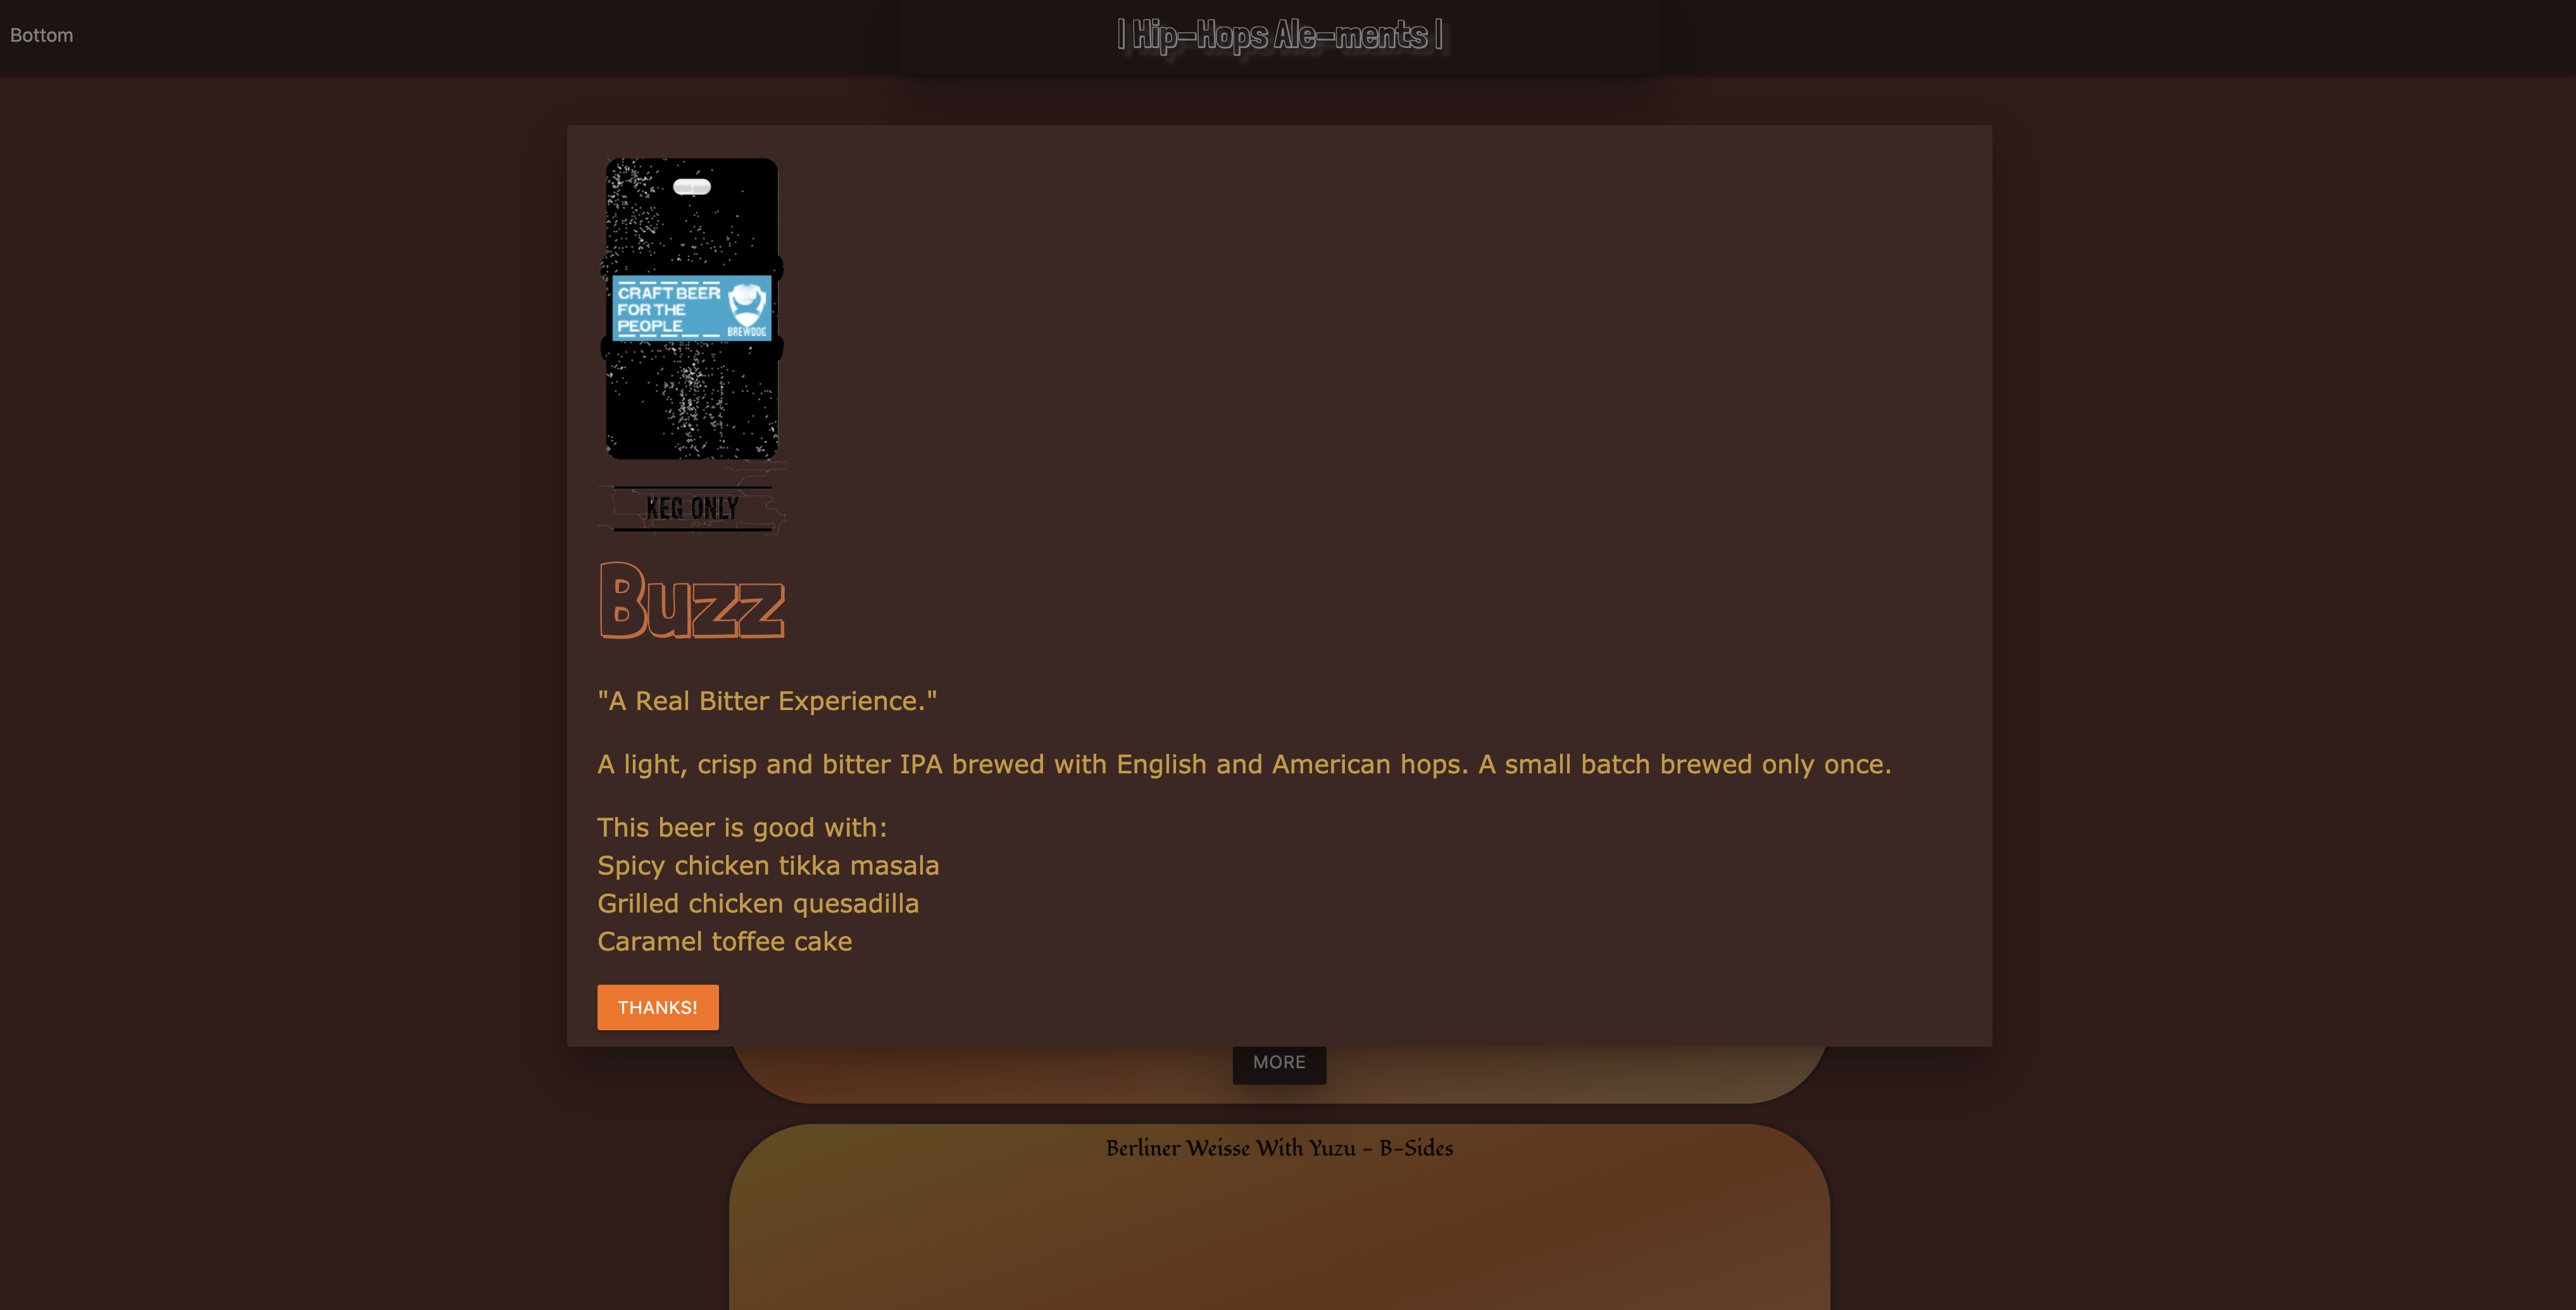 Bottom
| Hip-Hops Ale-ments |
CRAFT BEER
FOR THE
PEOPLE
BREWDOG
KEG ONLY
Buzz
"A Real Bitter Experience."
A light, crisp and bitter IPA brewed with English and American hops. A small batch brewed only once.
This beer is good with:
Spicy chicken tikka masala
Grilled chicken quesadilla
Caramel toffee cake
THANKS!
MORE
Berliner Weisse With Yuzu - B-Sides